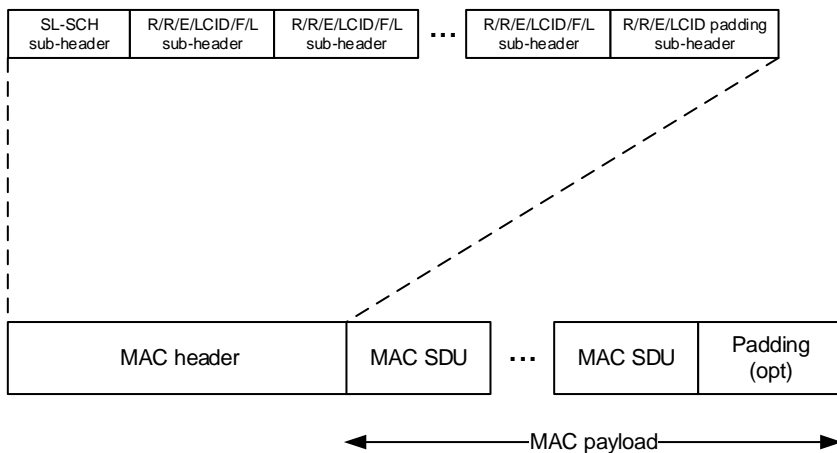 SL-SCH
sub-header
R/R/E/LCID/F/L
sub-header
R/R/E/LCID/F/L
sub-header
...
R/R/E/LCID/F/L
sub-header
R/R/E/LCID padding
sub-header
MAC header
MAC SDU
...
MAC SDU
Padding
(opt)
MAC payload